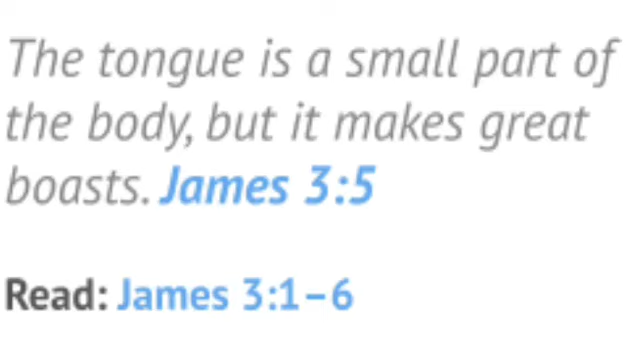 The tongue is a small part of
the body, but it makes great
boasts. James 3:5
Read: James 3:1–6